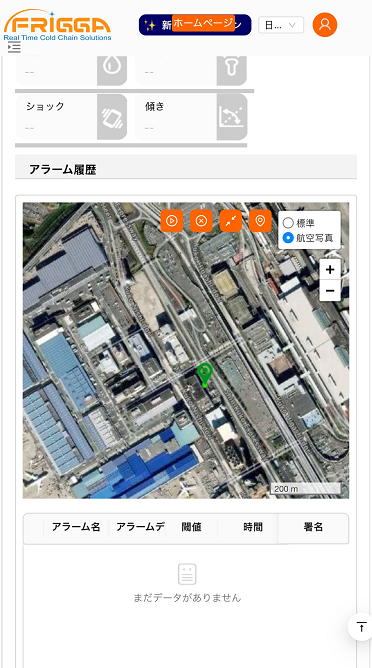 FRIGGA
Real Time Cold Chain Solutions
新 ホームページ ン
日...
--
--
ショック
傾き
--
--
アラーム履歴
標準
航空写真
+
−
200 m
アラーム名 アラームデ 閾値 時間 署名
まだデータがありません